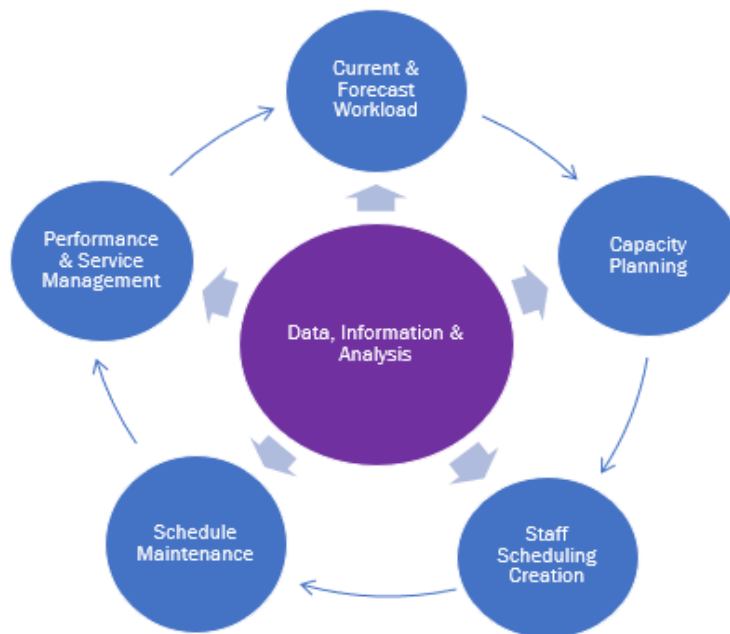 Current &
Forecast
Workload
Capacity
Planning
Staff
Scheduling
Creation
Schedule
Maintenance
Performance
& Service
Management
Data, Information &
Analysis